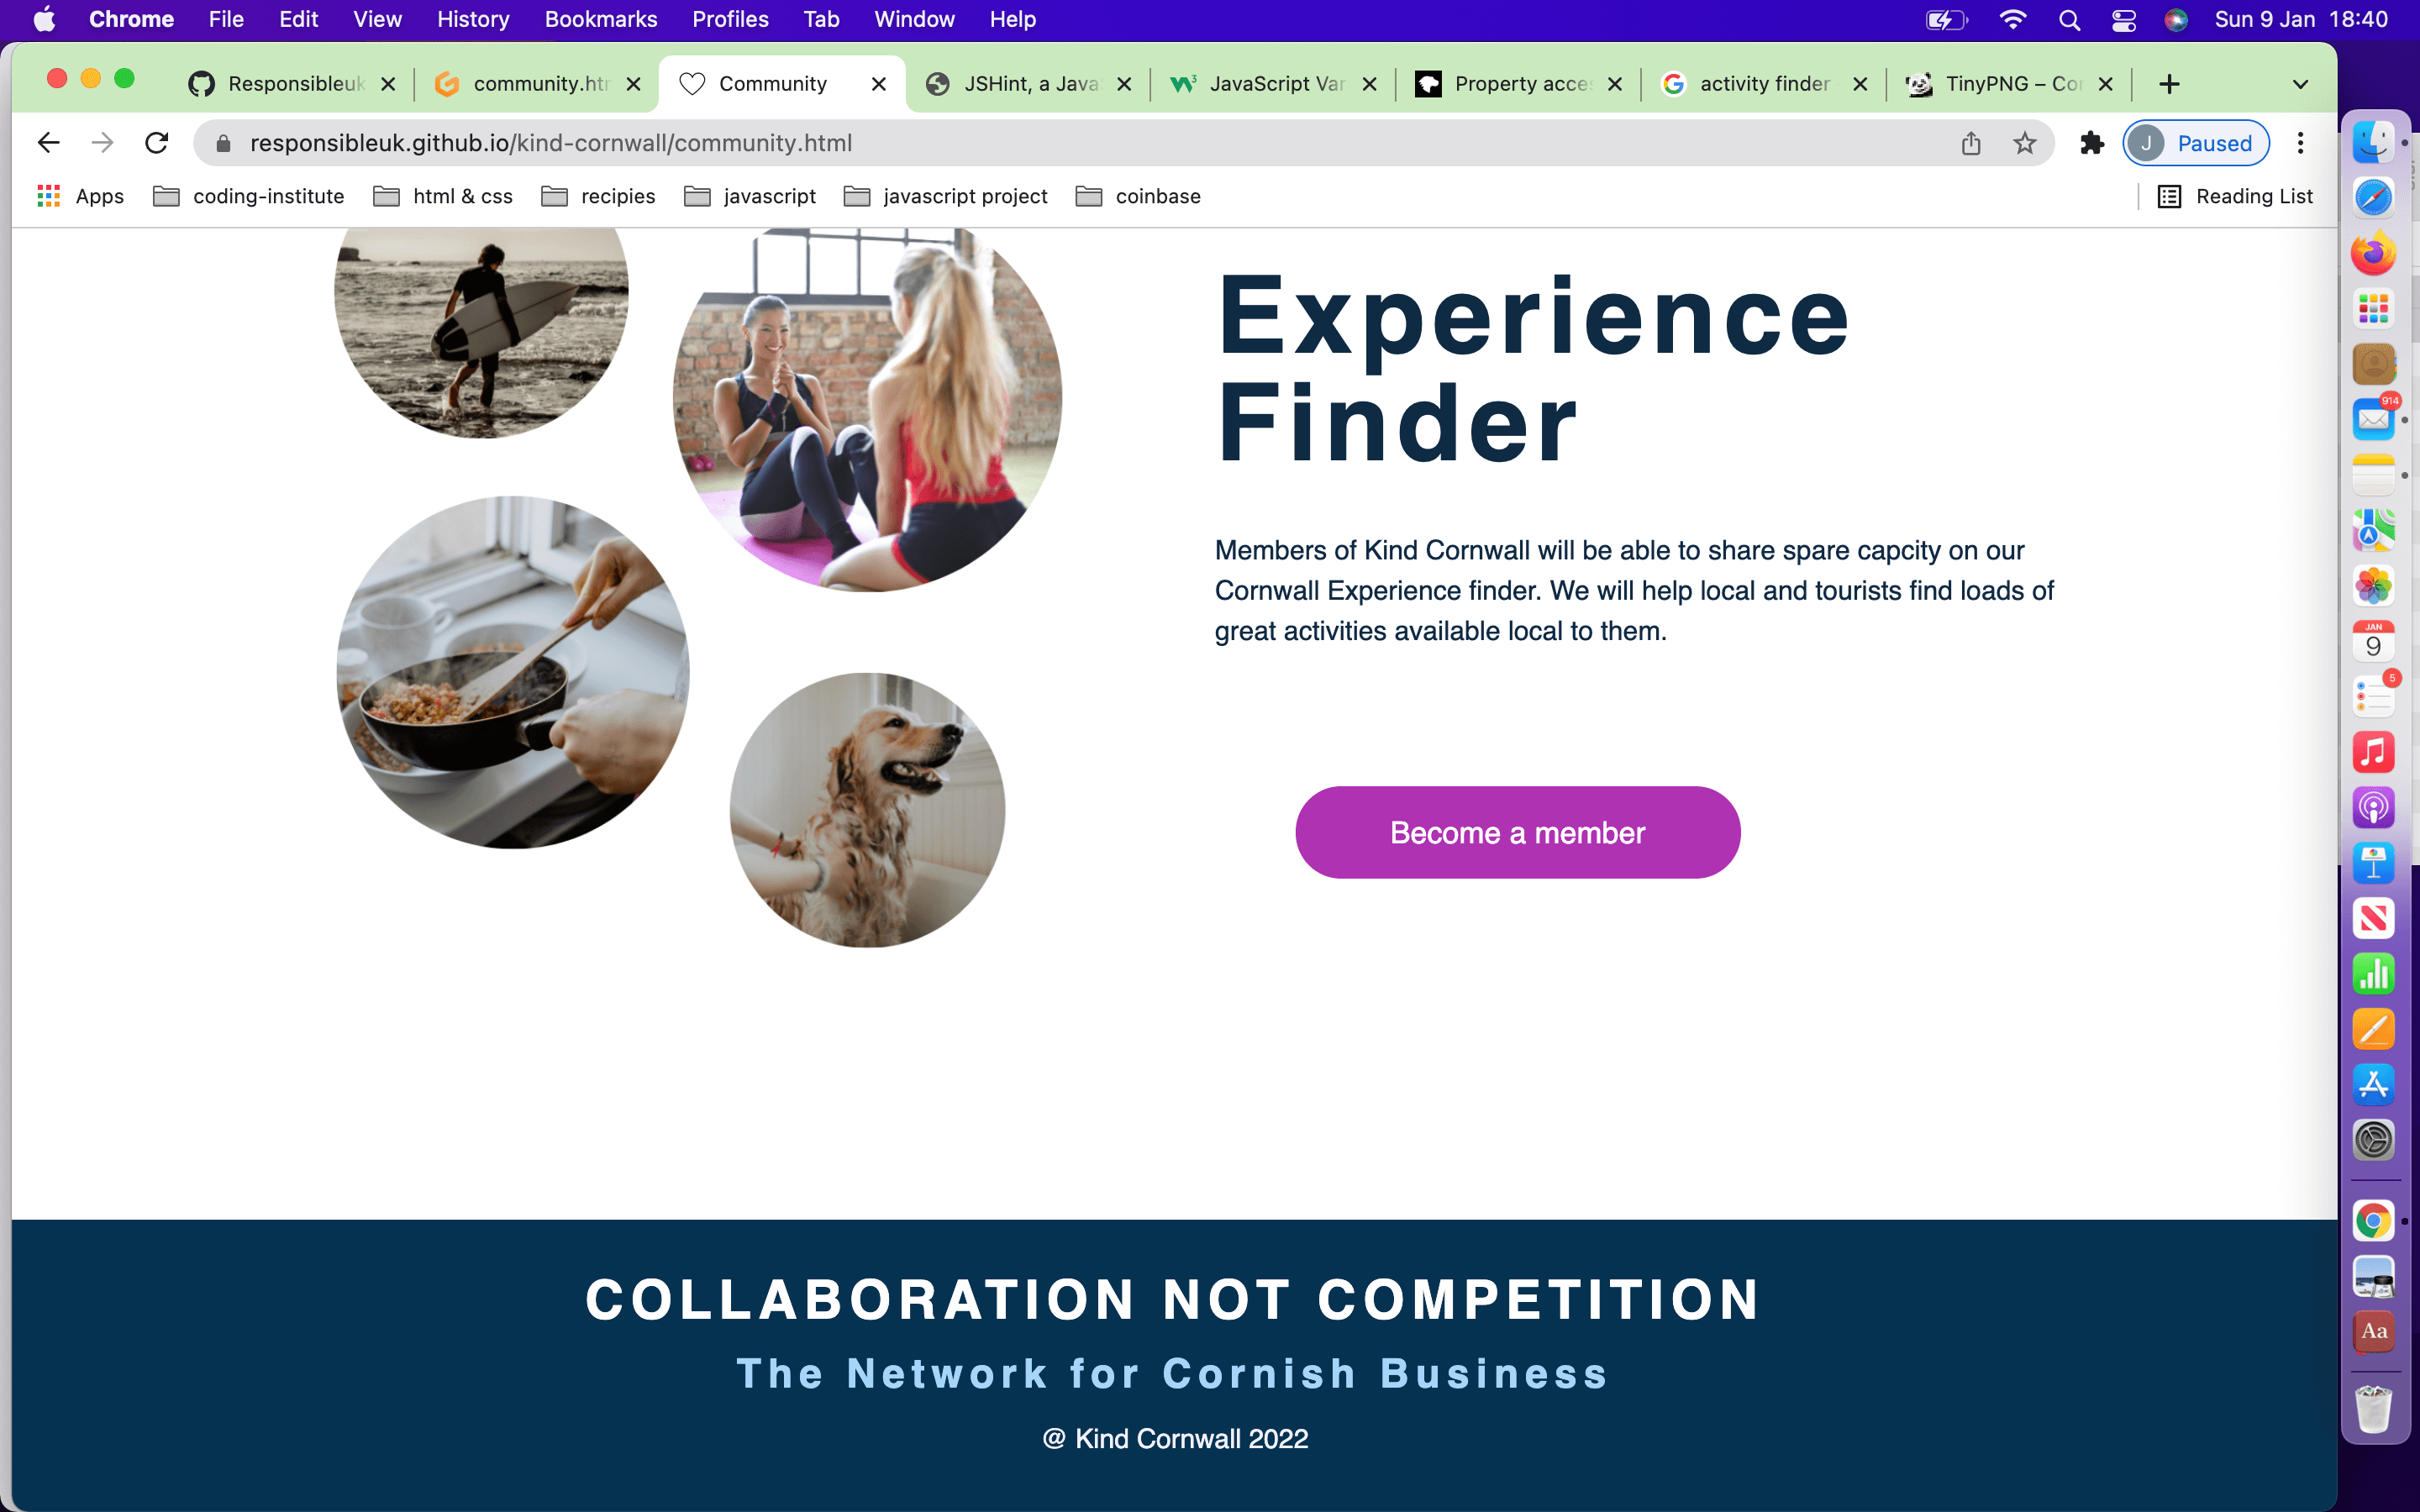 Chrome File Edit View History Bookmarks Profiles Tab Window Help Sun 9 Jan 18:40
Responsibleuk community.htm Community JSHint, a Java JavaScript Var Property acces activity finder TinyPNG – Cor
responsibleuk.github.io/kind-cornwall/community.html J Paused
Apps coding-institute html & css recipies javascript javascript project coinbase Reading List
Experience
Finder
Members of Kind Cornwall will be able to share spare capcity on our
Cornwall Experience finder. We will help local and tourists find loads of
great activities available local to them.
Become a member
COLLABORATION NOT COMPETITION
The Network for Cornish Business
@ Kind Cornwall 2022
914
JAN
9
5
Aa